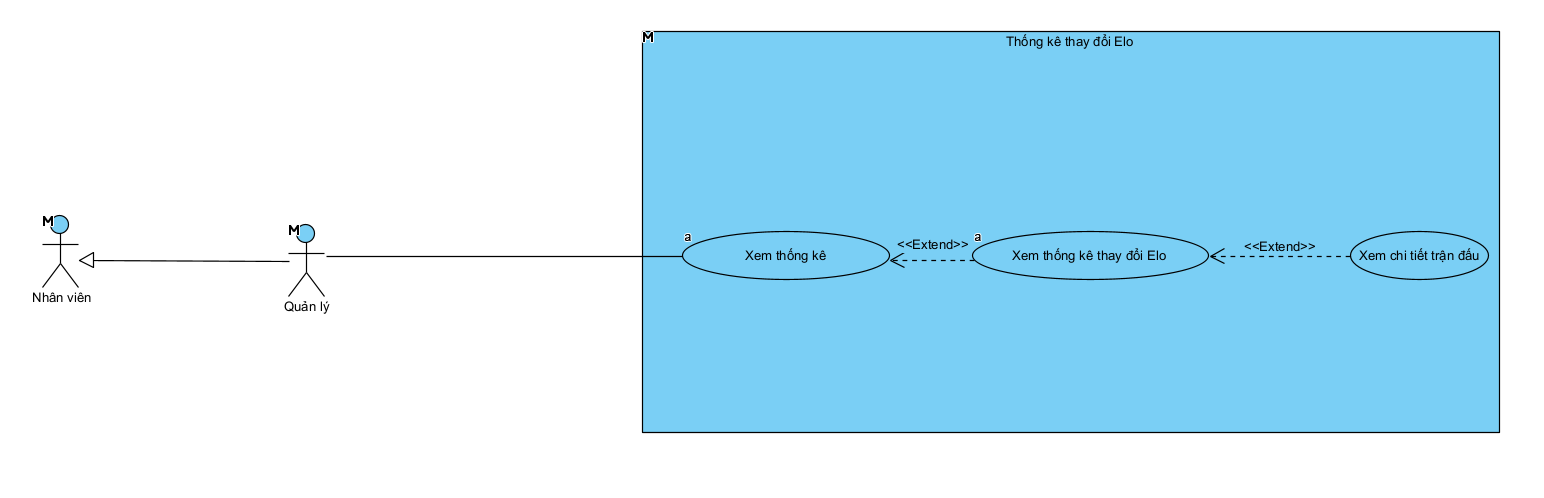 M
Thống kê thay đổi Elo
M
Nhân viên
M
Quản lý
a
Xem thống kê
<<Extend>>
a
Xem thống kê thay đổi Elo
<<Extend>>
Xem chi tiết trận đấu